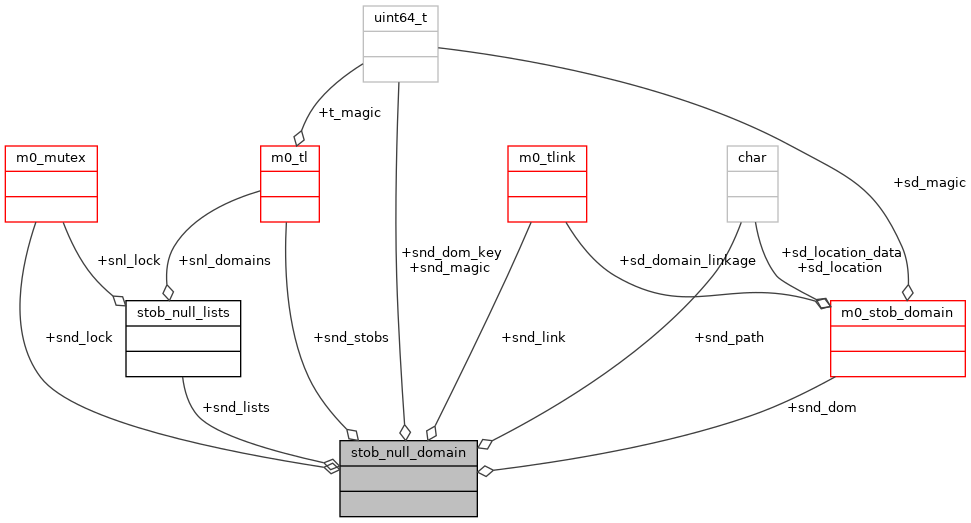 uint64_t
+t_magic
m0_mutex
m0_tl
m0_tlink
char
+sd_magic
+snl_lock
+snl_domains
+snd_dom_key
+snd_magic
+sd_domain_linkage
+sd_location_data
+sd_location
stob_null_lists
m0_stob_domain
+snd_lock
+snd_stobs
+snd_link
+snd_path
+snd_lists
+snd_dom
stob_null_domain